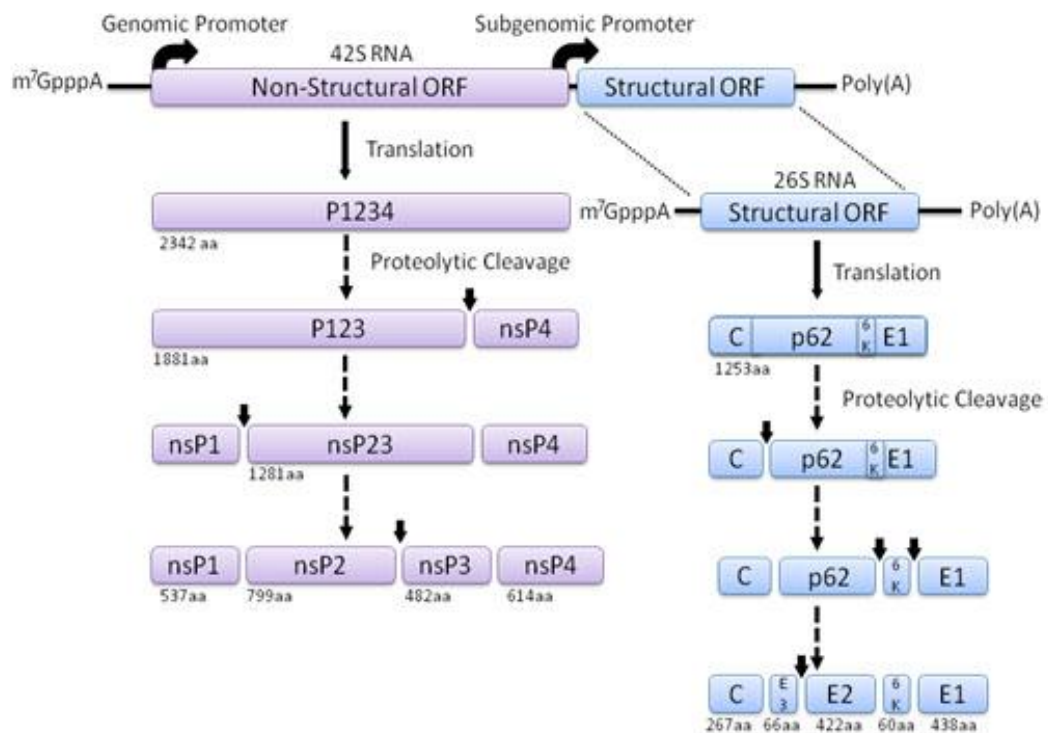 Genomic Promoter
Subgenomic Promoter
42S RNA
m⁷GpppA
Non-Structural ORF
Structural ORF
Poly(A)
Translation
26S RNA
P1234
m⁷GpppA
Structural ORF
Poly(A)
2342 aa
Proteolytic Cleavage
Translation
P123
nsP4
C
p62
6K
E1
1881aa
1253aa
Proteolytic Cleavage
nsP1
nsP23
nsP4
C
p62
6K
E1
1281aa
nsP1
nsP2
nsP3
nsP4
C
p62
6K
E1
537aa
799aa
482aa
614aa
C
E3
E2
6K
E1
267aa
66aa
422aa
60aa
438aa